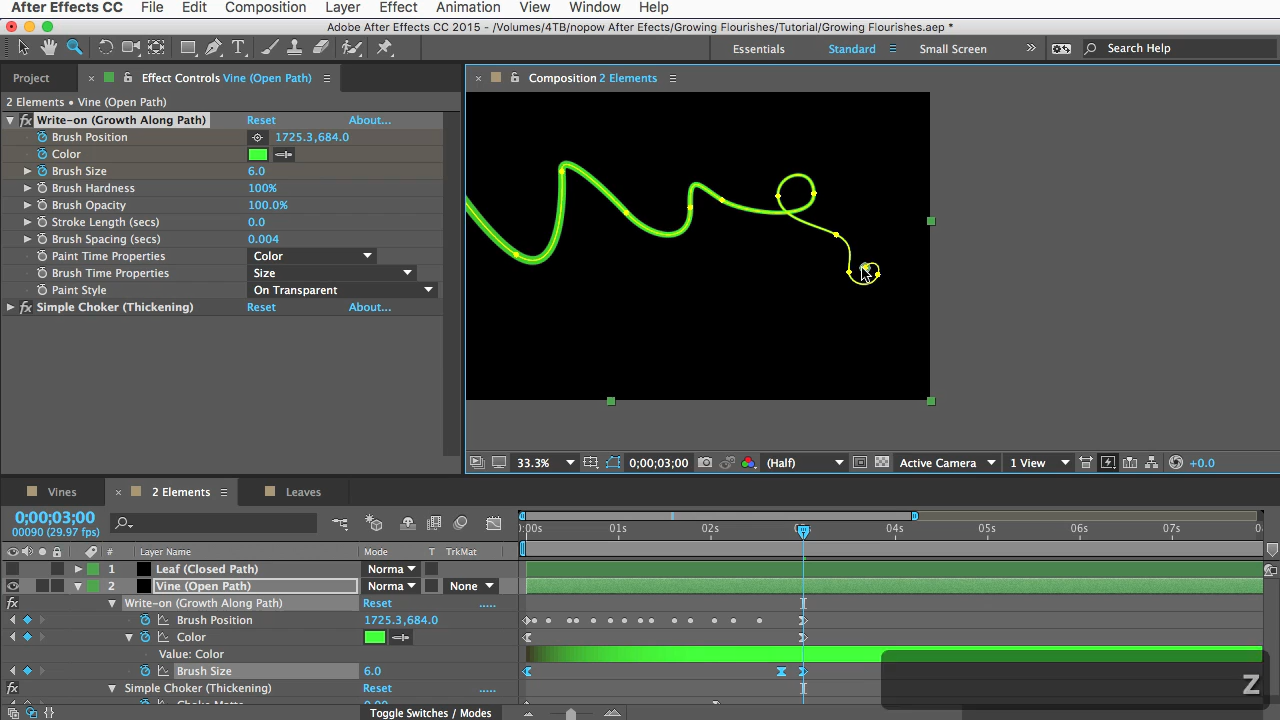 After Effects CC File Edit Composition Layer Effect Animation View Window Help
Adobe After Effects CC 2015 - /Volumes/4TB/nopow After Efects/Growing Flourishes/Tutorial/Growing Flourishes.aep *
T Essentials Standard Small Screen Search Help
Project Effect Controls Vine (Open Path) Composition 2 Elements
2 Elements • Vine (Open Path)
fx Write-on (Growth Along Path) Reset About...
Brush Position 1725.3,684.0
Color
Brush Size 6.0
Brush Hardness 100%
Brush Opacity 100.0%
Stroke Length (secs) 0.0
Brush Spacing (secs) 0.004
Paint Time Properties Color
Brush Time Properties Size
Paint Style On Transparent
fx Simple Choker (Thickening) Reset About...
33.3% 0;00;03;00 (Half) Active Camera 1 View +0.0
Vines 2 Elements Leaves
0;00;03;00
00090 (29.97 fps)
:00s 01s 02s 04s 05s 06s 07s
# Layer Name Mode T TrkMat
1 Leaf (Closed Path) Norma
2 Vine (Open Path) Norma None
fx Write-on (Growth Along Path) Reset .....
Brush Position 1725.3,684.0
Color
Value: Color
Brush Size 6.0
fx Simple Choker (Thickening) Reset .....
Toggle Switches / Modes
Z